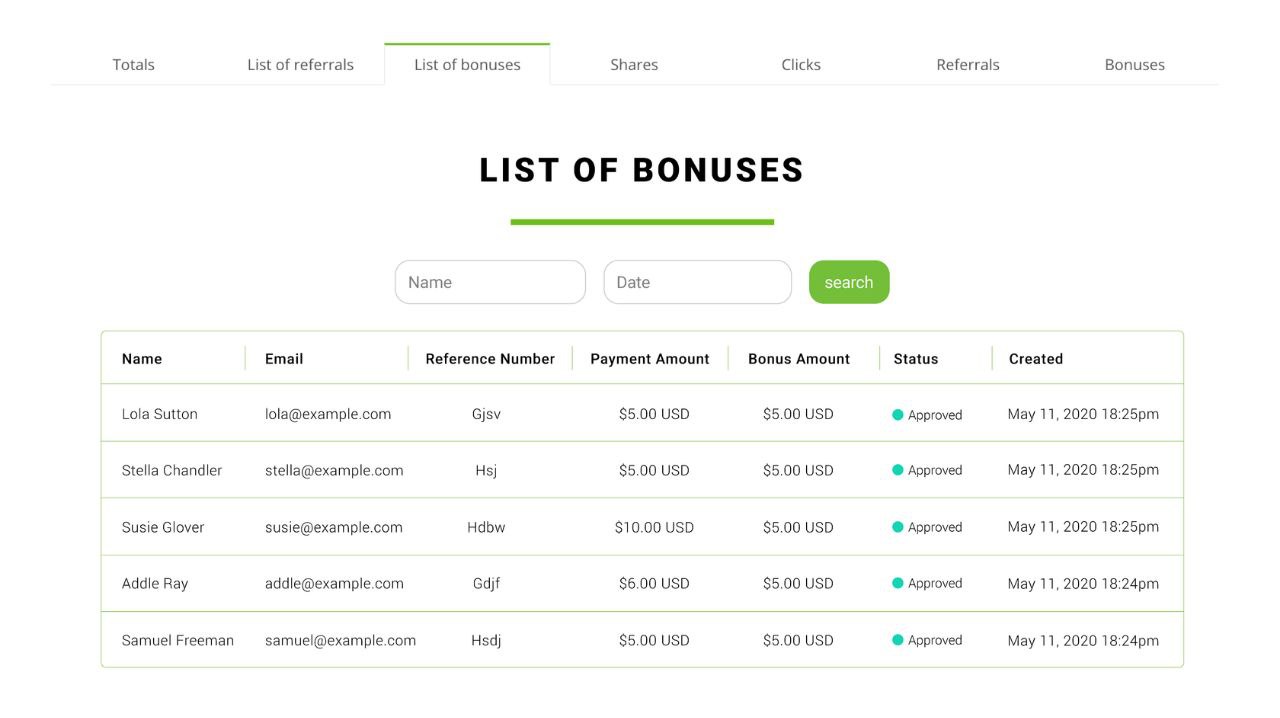 Totals List of referrals List of bonuses Shares Clicks Referrals Bonuses
LIST OF BONUSES
Name Date search
Name Email Reference Number Payment Amount Bonus Amount Status Created
Lola Sutton lola@example.com Gjsv $5.00 USD $5.00 USD Approved May 11, 2020 18:25pm
Stella Chandler stella@example.com Hsj $5.00 USD $5.00 USD Approved May 11, 2020 18:25pm
Susie Glover susie@example.com Hdbw $10.00 USD $5.00 USD Approved May 11, 2020 18:25pm
Addle Ray addle@example.com Gdjf $6.00 USD $5.00 USD Approved May 11, 2020 18:24pm
Samuel Freeman samuel@example.com Hsdj $5.00 USD $5.00 USD Approved May 11, 2020 18:24pm